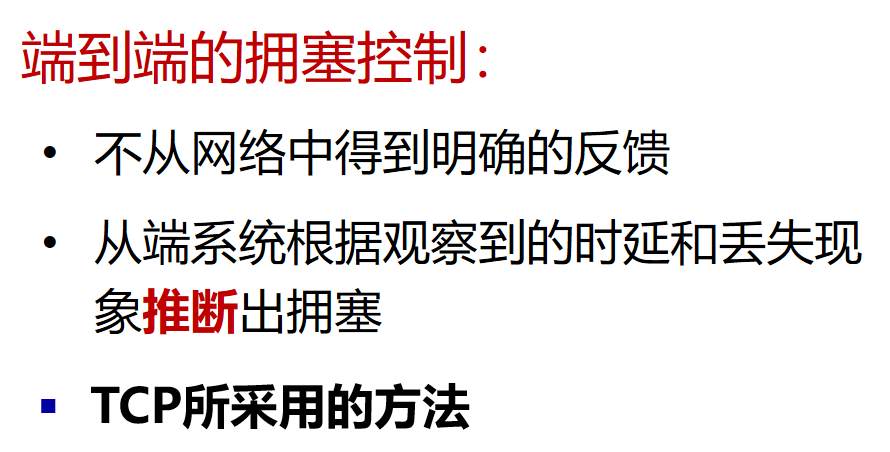 端到端的拥塞控制：
• 不从网络中得到明确的反馈
• 从端系统根据观察到的时延和丢失现
象推断出拥塞
▪ TCP所采用的方法